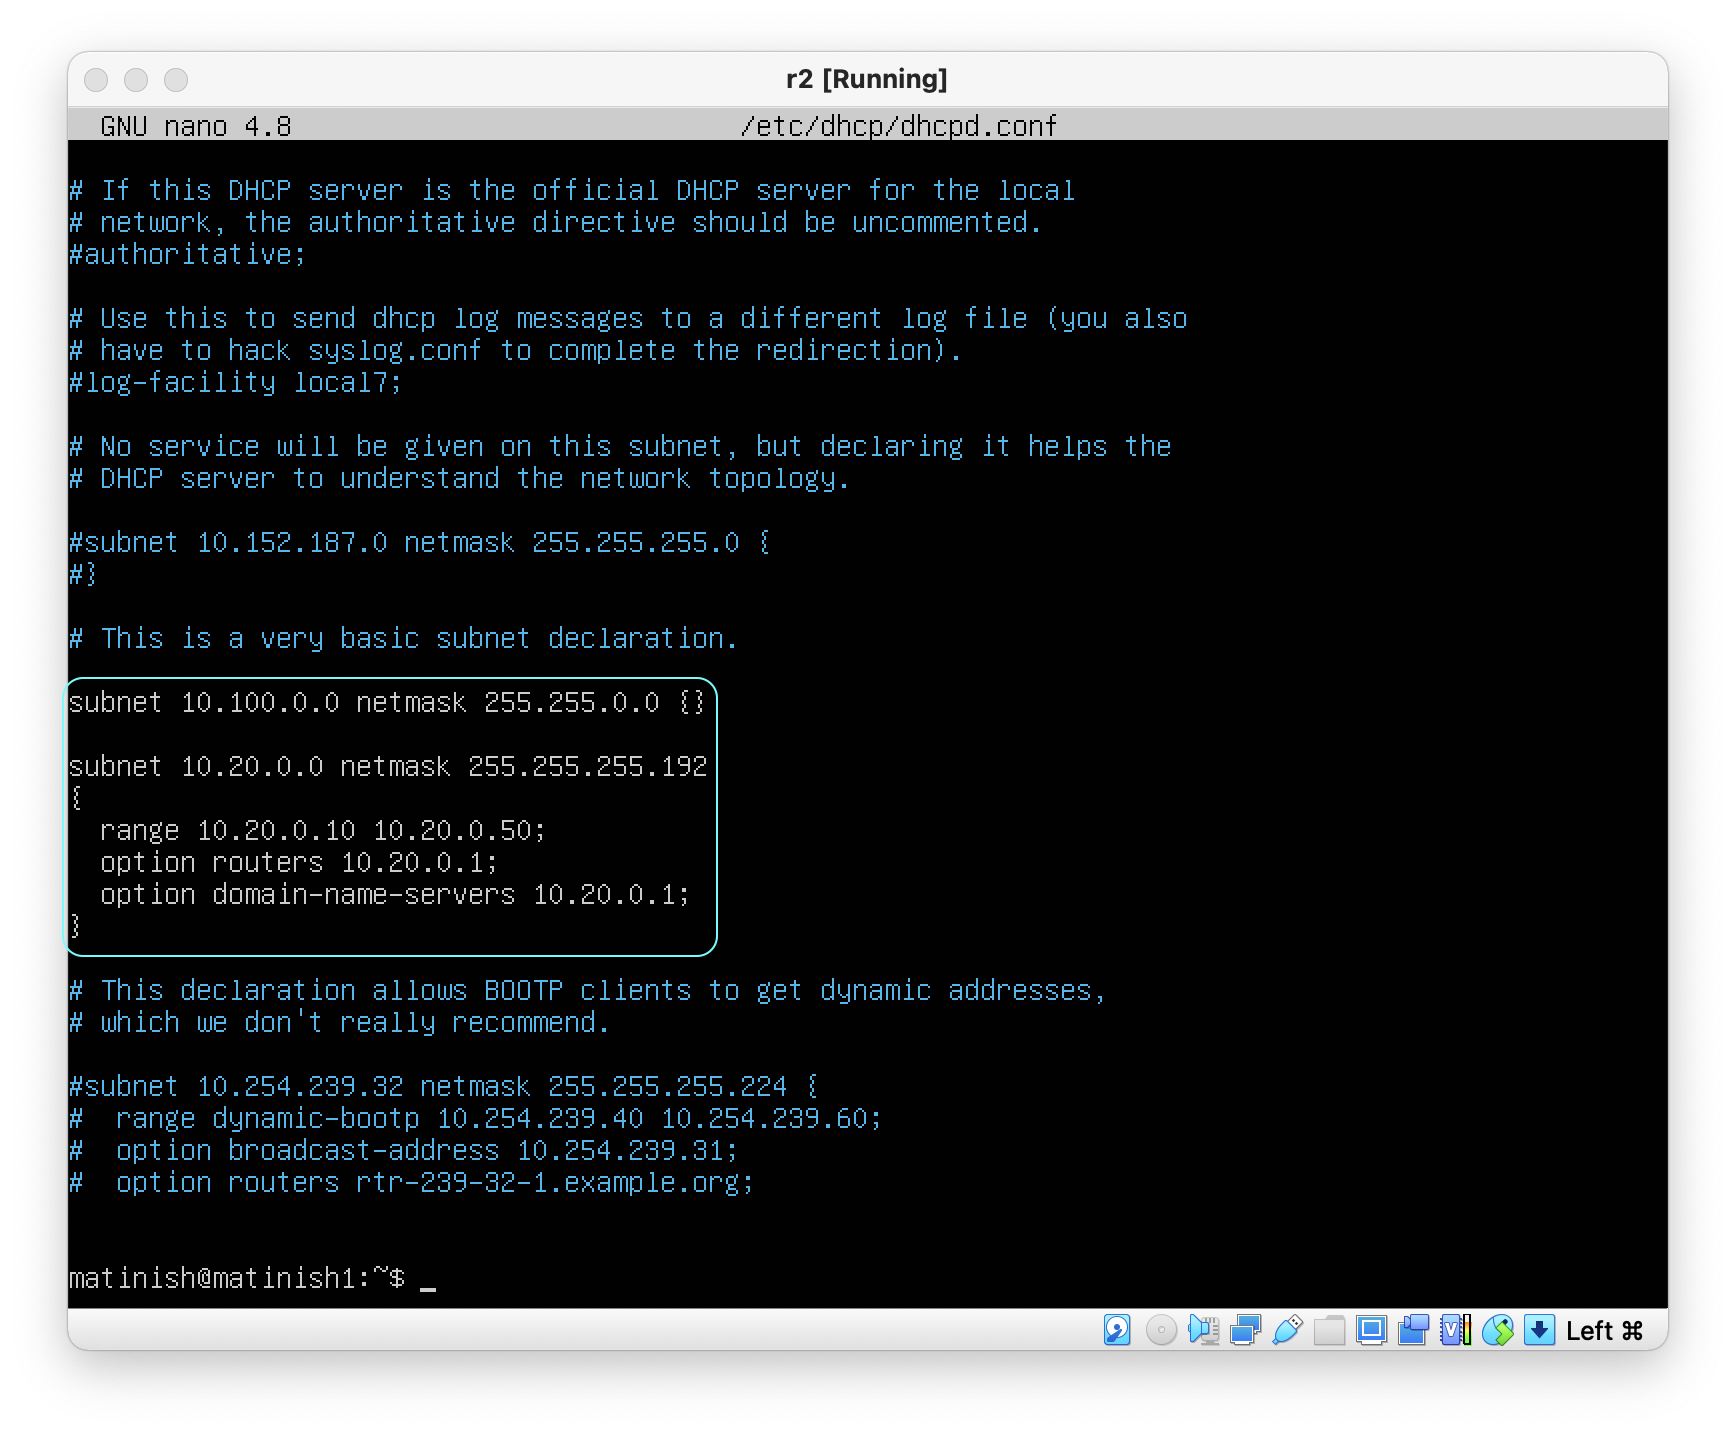 r2 [Running]
GNU nano 4.8 /etc/dhcp/dhcpd.conf
# If this DHCP server is the official DHCP server for the local
# network, the authoritative directive should be uncommented.
#authoritative;
# Use this to send dhcp log messages to a different log file (you also
# have to hack syslog.conf to complete the redirection).
#log-facility local7;
# No service will be given on this subnet, but declaring it helps the
# DHCP server to understand the network topology.
#subnet 10.152.187.0 netmask 255.255.255.0 {
#}
# This is a very basic subnet declaration.
subnet 10.100.0.0 netmask 255.255.0.0 {}
subnet 10.20.0.0 netmask 255.255.255.192
{
  range 10.20.0.10 10.20.0.50;
  option routers 10.20.0.1;
  option domain-name-servers 10.20.0.1;
}
# This declaration allows BOOTP clients to get dynamic addresses,
# which we don't really recommend.
#subnet 10.254.239.32 netmask 255.255.255.224 {
#  range dynamic-bootp 10.254.239.40 10.254.239.60;
#  option broadcast-address 10.254.239.31;
#  option routers rtr-239-32-1.example.org;
matinish@matinish1:~$ _
Left ⌘